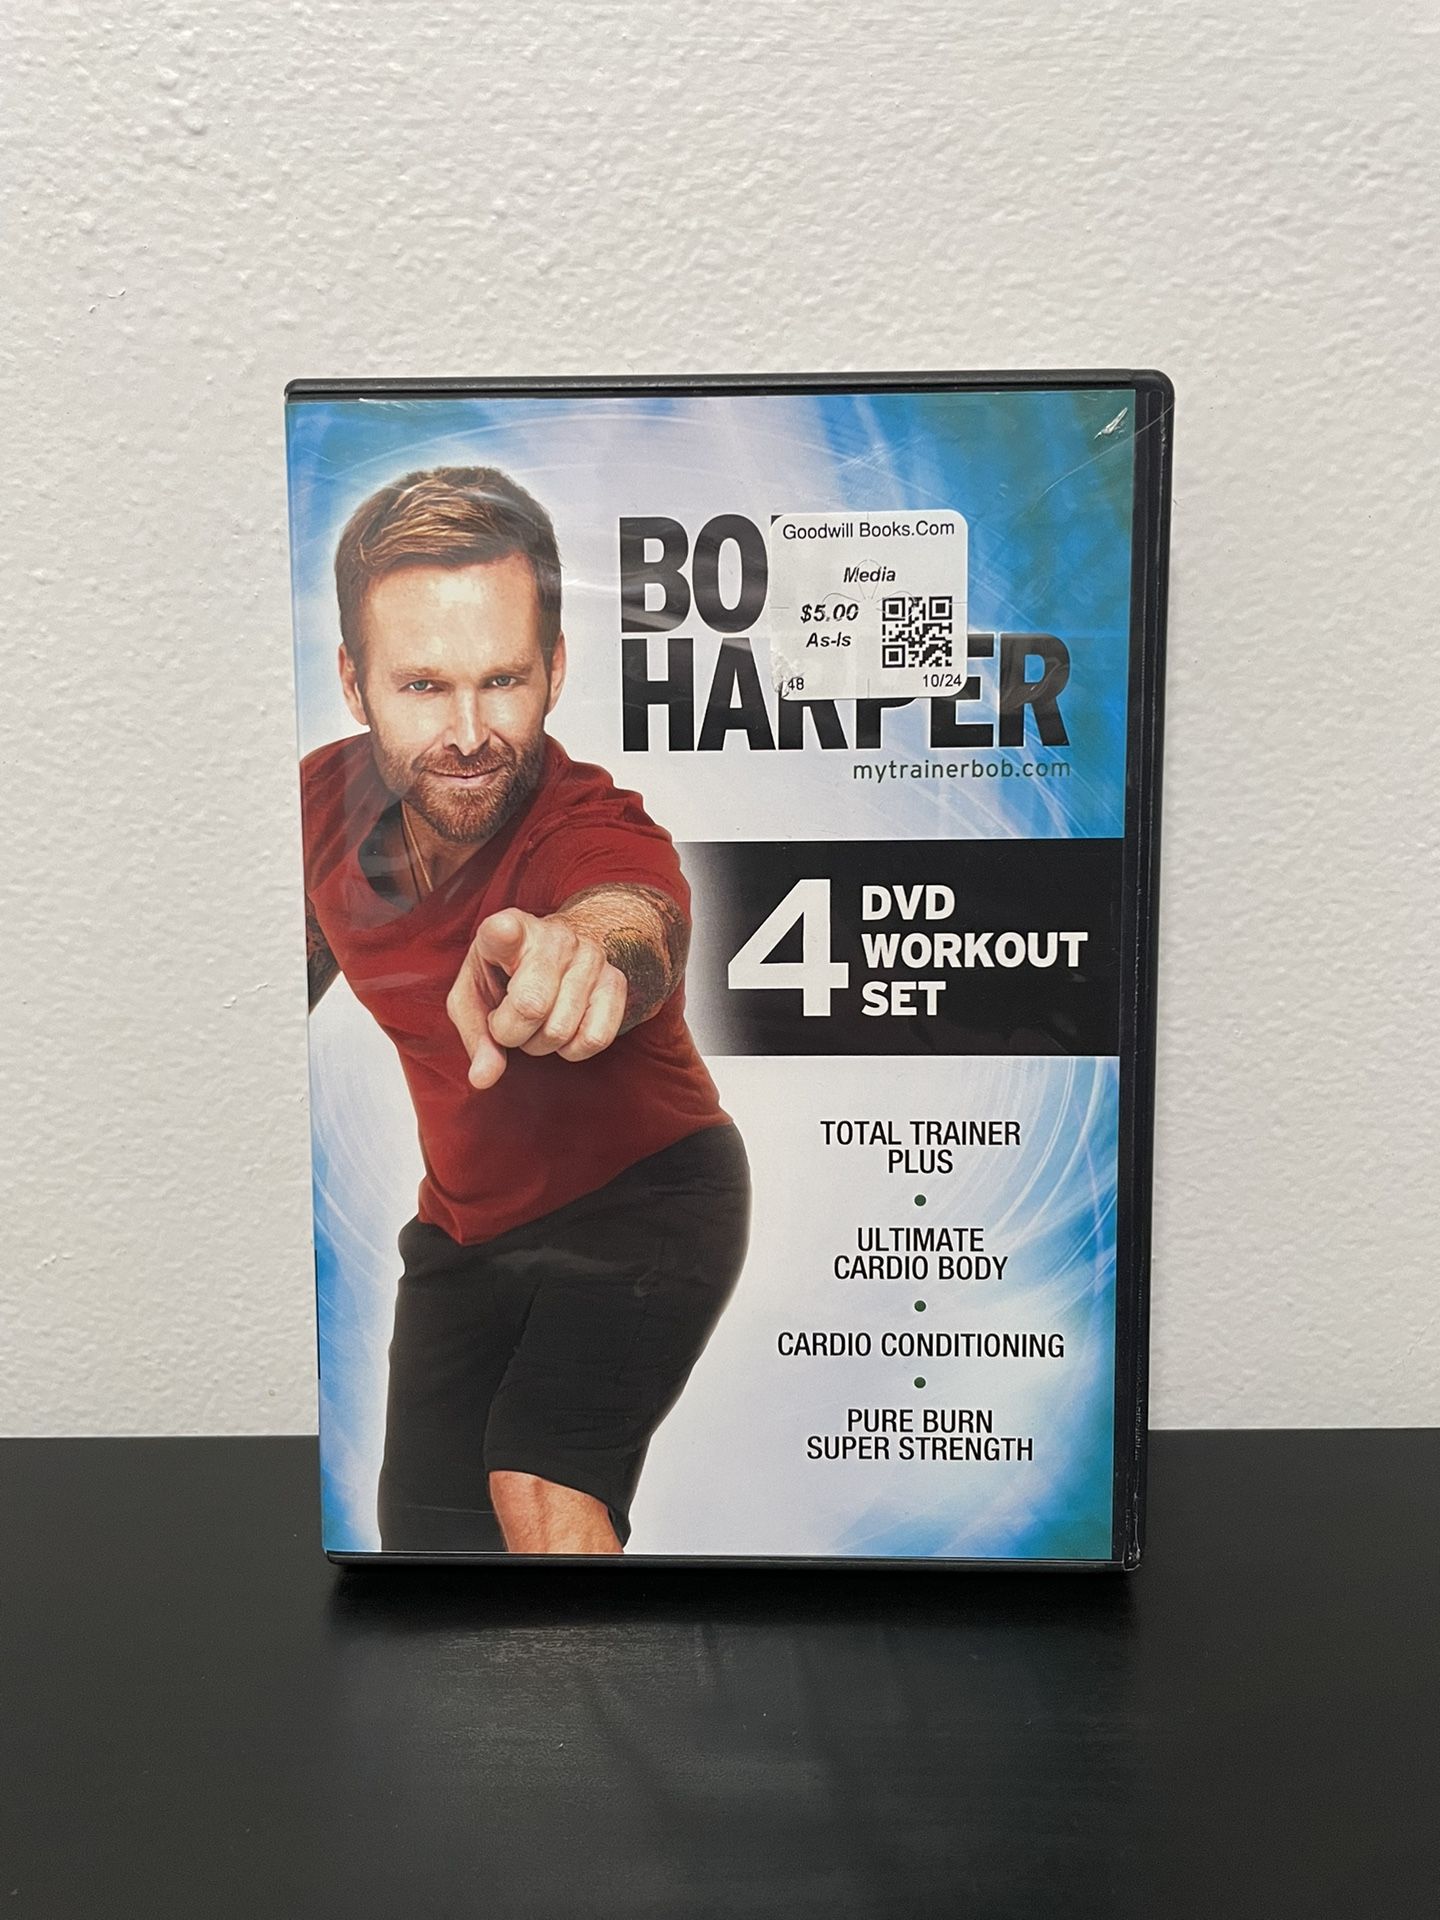 BO
HARPER
Goodwill Books.Com
Media
$5.00
As-Is
48 10/24
mytrainerbob.com
4 DVD
WORKOUT
SET
TOTAL TRAINER
PLUS
•
ULTIMATE
CARDIO BODY
•
CARDIO CONDITIONING
•
PURE BURN
SUPER STRENGTH